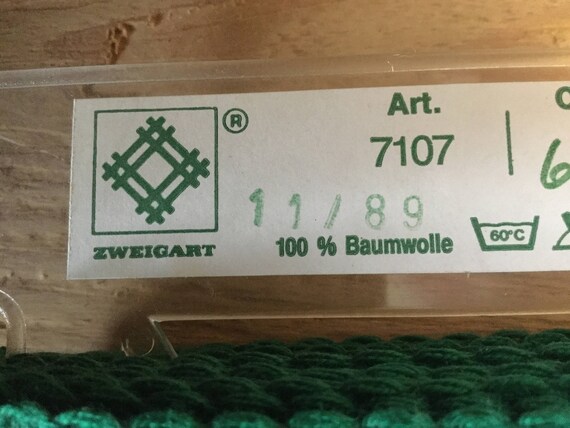 ®
Art.
7107
11/89
ZWEIGART
100 % Baumwolle
60°C